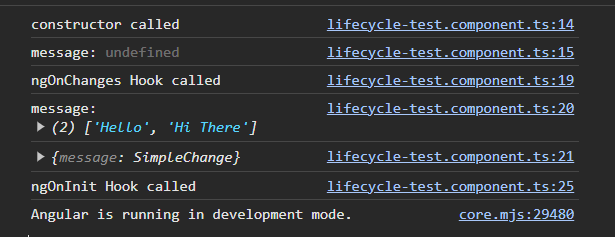 constructor called lifecycle-test.component.ts:14
message: undefined lifecycle-test.component.ts:15
ngOnChanges Hook called lifecycle-test.component.ts:19
message: lifecycle-test.component.ts:20
(2) ['Hello', 'Hi There']
{message: SimpleChange} lifecycle-test.component.ts:21
ngOnInit Hook called lifecycle-test.component.ts:25
Angular is running in development mode. core.mjs:29480